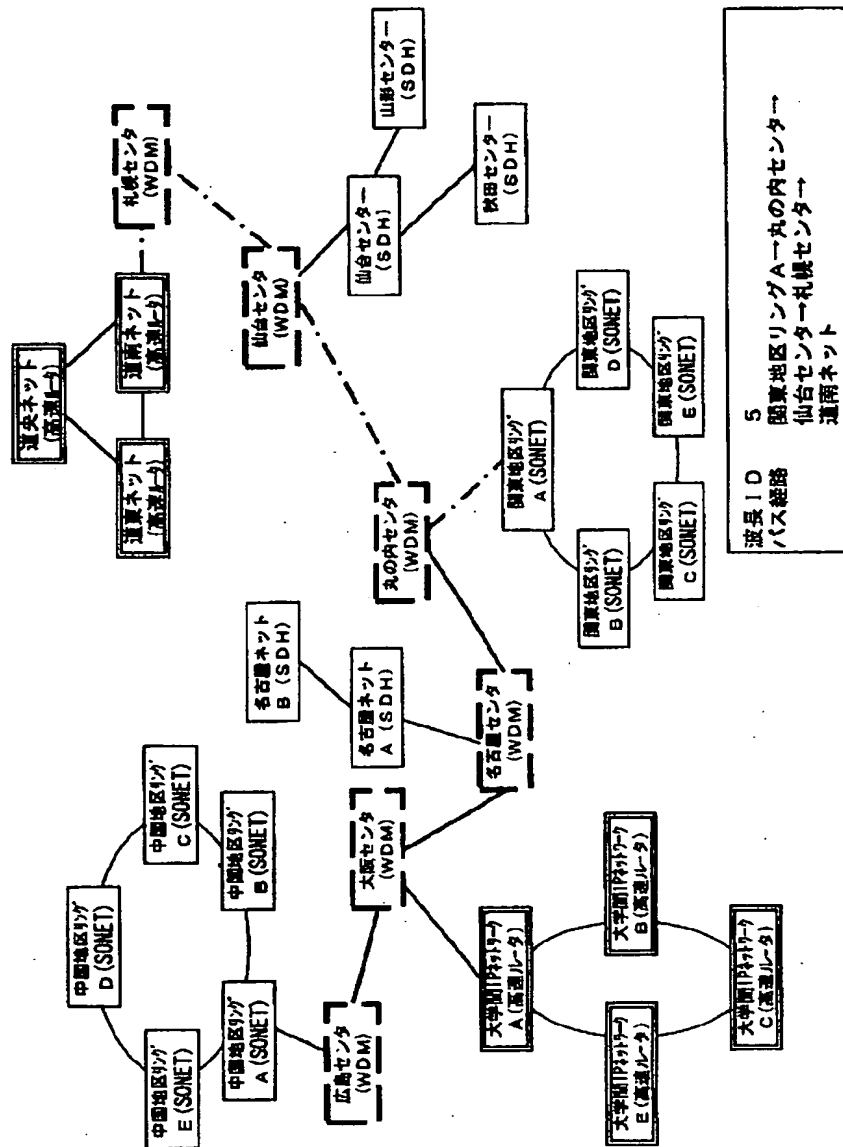 道央ネット
(高速ルータ)
道東ネット
(高速ルータ)
道南ネット
(高速ルータ)
札幌センタ
(WDM)
仙台センタ
(WDM)
仙台センター
(SDH)
山形センター
(SDH)
秋田センター
(SDH)
丸の内センタ
(WDM)
関東地区リング
A (SONET)
関東地区リング
B (SONET)
関東地区リング
C (SONET)
関東地区リング
D (SONET)
関東地区リング
E (SONET)
名古屋ネット
B (SDH)
名古屋ネット
A (SDH)
名古屋センタ
(WDM)
大阪センタ
(WDM)
中国地区リング
D (SONET)
中国地区リング
C (SONET)
中国地区リング
E (SONET)
中国地区リング
B (SONET)
中国地区リング
A (SONET)
広島センタ
(WDM)
大学間IPネットワーク
A (高速ルータ)
大学間IPネットワーク
B (高速ルータ)
大学間IPネットワーク
E (高速ルータ)
大学間IPネットワーク
C (高速ルータ)
波長ID 5
パス経路 関東地区リングA→丸の内センター→
仙台センター→札幌センター→
道南ネット